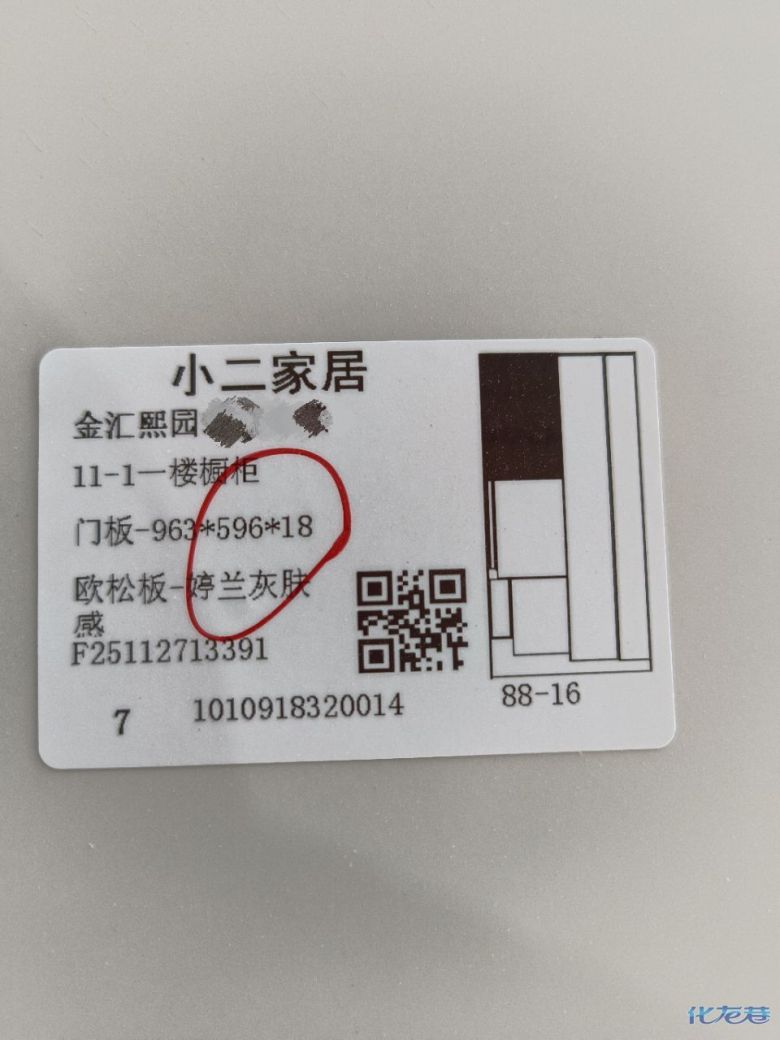 小二家居
金汇熙园
11-1一楼橱柜
门板-963*596*18
欧松板-婷兰灰肤
感
F25112713391
7 1010918320014
88-16
化龙巷